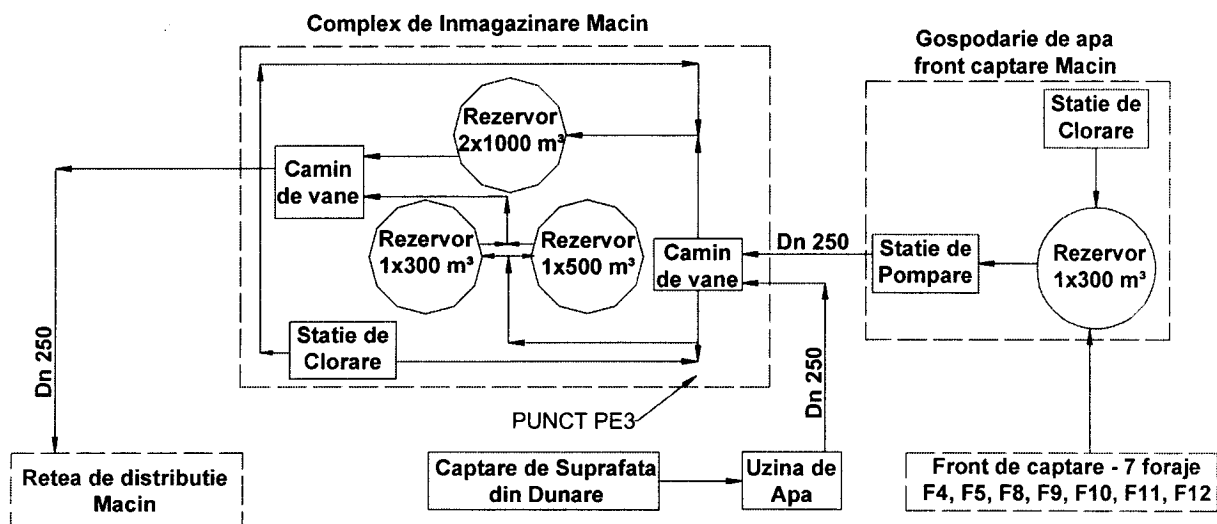 Complex de Inmagazinare Macin
Gospodarie de apa
front captare Macin
Statie de
Clorare
Rezervor
2x1000 m³
Camin
de vane
Rezervor
1x300 m³
Rezervor
1x500 m³
Camin
de vane
Dn 250
Statie de
Pompare
Rezervor
1x300 m³
Statie de
Clorare
Dn 250
Dn 250
PUNCT PE3
Retea de distributie
Macin
Captare de Suprafata
din Dunare
Uzina de
Apa
Front de captare - 7 foraje
F4, F5, F8, F9, F10, F11, F12